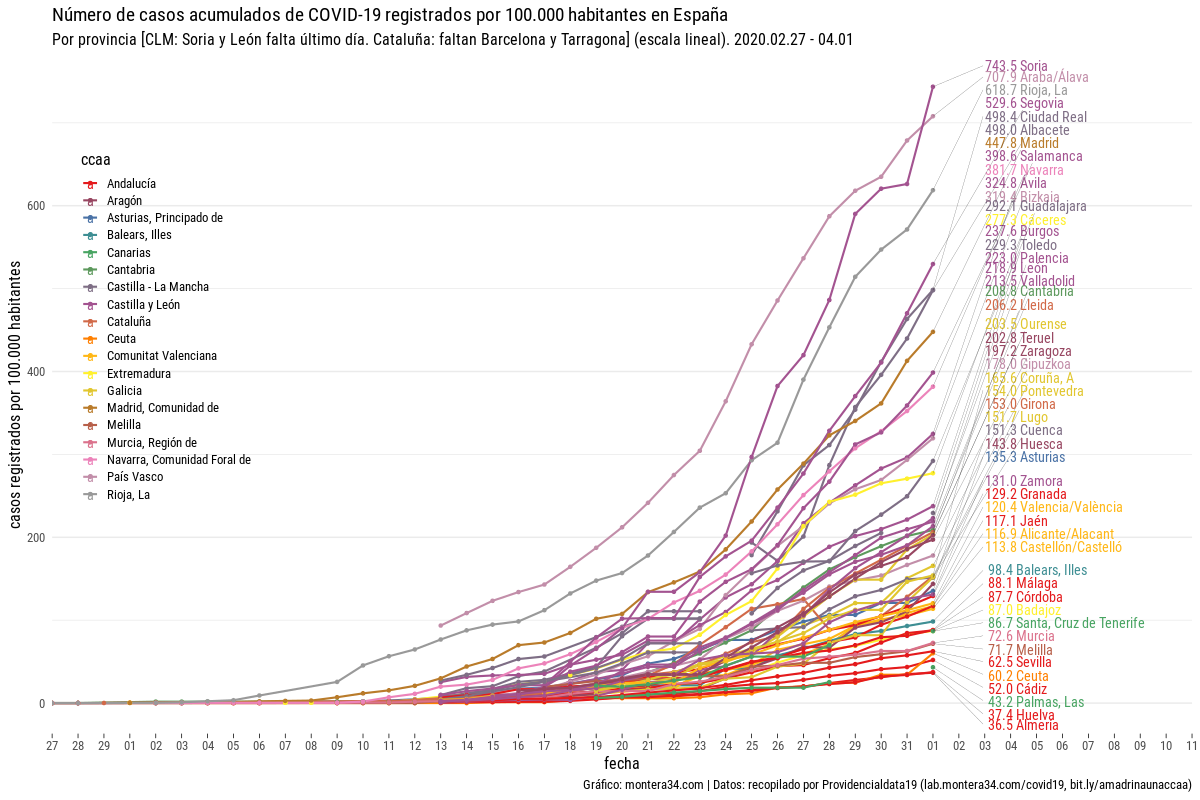 Número de casos acumulados de COVID-19 registrados por 100.000 habitantes en España
Por provincia [CLM: Soria y León falta último día. Cataluña: faltan Barcelona y Tarragona] (escala lineal). 2020.02.27 - 04.01
casos registrados por 100.000 habitantes
600
400
200
0
ccaa
Andalucía
Aragón
Asturias, Principado de
Balears, Illes
Canarias
Cantabria
Castilla - La Mancha
Castilla y León
Cataluña
Ceuta
Comunitat Valenciana
Extremadura
Galicia
Madrid, Comunidad de
Melilla
Murcia, Región de
Navarra, Comunidad Foral de
País Vasco
Rioja, La
743.5 Soria
707.9 Araba/Álava
618.7 Rioja, La
529.6 Segovia
498.4 Ciudad Real
498.0 Albacete
447.8 Madrid
398.6 Salamanca
381.7 Navarra
324.8 Ávila
319.4 Bizkaia
292.1 Guadalajara
277.3 Cáceres
237.6 Burgos
229.3 Toledo
223.0 Palencia
218.9 León
213.5 Valladolid
208.8 Cantabria
206.2 Lleida
203.5 Ourense
202.8 Teruel
197.2 Zaragoza
178.0 Gipuzkoa
165.6 Coruña, A
154.0 Pontevedra
153.0 Girona
151.7 Lugo
151.3 Cuenca
143.8 Huesca
135.3 Asturias
131.0 Zamora
129.2 Granada
120.4 Valencia/València
117.1 Jaén
116.9 Alicante/Alacant
113.8 Castellón/Castelló
98.4 Balears, Illes
88.1 Málaga
87.7 Córdoba
87.0 Badajoz
86.7 Santa, Cruz de Tenerife
72.6 Murcia
71.7 Melilla
62.5 Sevilla
60.2 Ceuta
52.0 Cádiz
43.2 Palmas, Las
37.4 Huelva
36.5 Almería
27 28 29 01 02 03 04 05 06 07 08 09 10 11 12 13 14 15 16 17 18 19 20 21 22 23 24 25 26 27 28 29 30 31 01 02 03 04 05 06 07 08 09 10 11
fecha
Gráfico: montera34.com | Datos: recopilado por Providencialdata19 (lab.montera34.com/covid19, bit.ly/amadrinaunaccaa)